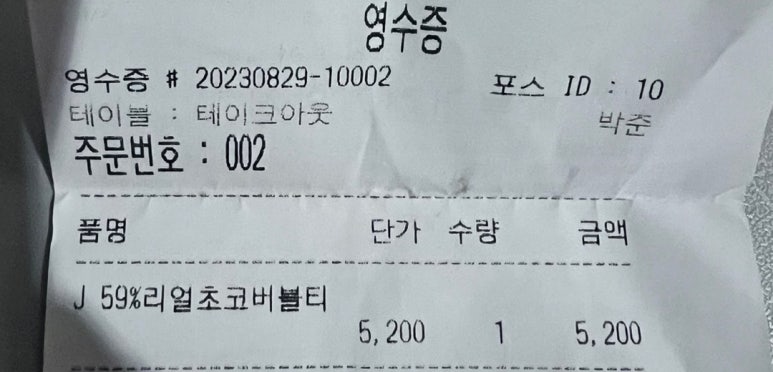 영수증
영수증 # 20230829-10002 포스 ID : 10
테이블 : 테이크아웃 박준
주문번호 : 002
품명 단가 수량 금액
J 59%리얼초코버블티
5,200 1 5,200